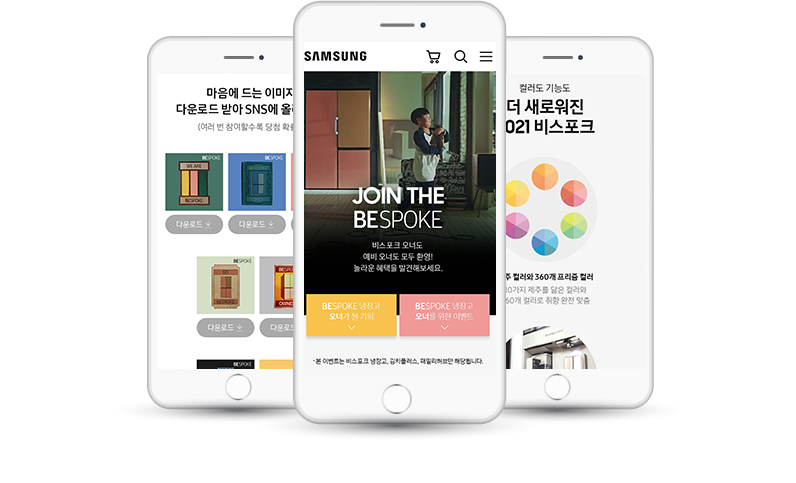 마음에 드는 이미지
다운로드 받아 SNS에 올
(여러 번 참여할수록 당첨 확
BESPOKE
WE ARE
BESPOKE
BESPOKE
다운로드
다운로드
BESPOKE
BESPOKE
OWNE
다운로드
다운로드
BESPOKE
SAMSUNG
JOIN THE
BESPOKE
비스포크 오너도
예비 오너도 모두 환영!
놀라운 혜택을 발견해보세요.
BESPOKE 냉장고
오너가 될 기회
BESPOKE 냉장고
오너를 위한 이벤트
·본 이벤트는 비스포크 냉장고, 김치플러스, 패밀리허브만 해당됩니다.
컬러도 기능도
더 새로워진
2021 비스포크
주 컬러와 360개 프리즘 컬러
10가지 제주를 닮은 컬러와
60개 컬러로 취향 완전 맞춤